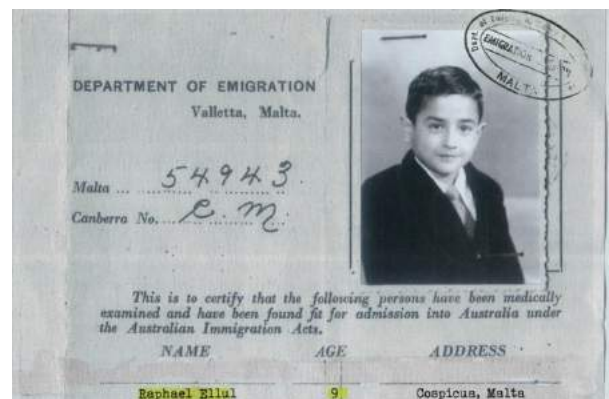 DEPARTMENT OF EMIGRATION
Valletta, Malta.
EMIGRATION
MALTA
Malta ... 54943.
Canberra No. .... C. M.
This is to certify that the following persons have been medically
examined and have been found fit for admission into Australia under
the Australian Immigration Acts.
NAME AGE ADDRESS
Raphael Ellul 9 Cospicua, Malta